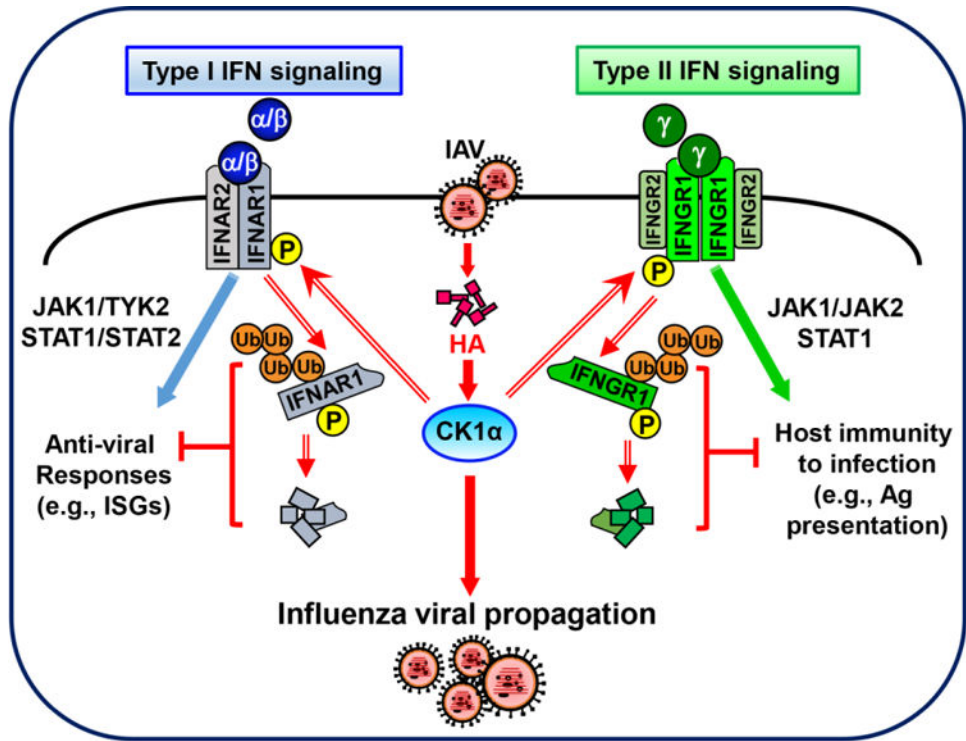 Type I IFN signaling
Type II IFN signaling
α/β
α/β
IFNAR2
IFNAR1
P
IAV
γ
γ
IFNGR2
IFNGR1
IFNGR1
IFNGR2
P
JAK1/TYK2
STAT1/STAT2
HA
JAK1/JAK2
STAT1
Ub Ub
Ub Ub
IFNAR1
P
Ub Ub
Ub Ub
IFNGR1
P
CK1α
Anti-viral
Responses
(e.g., ISGs)
Host immunity
to infection
(e.g., Ag
presentation)
Influenza viral propagation